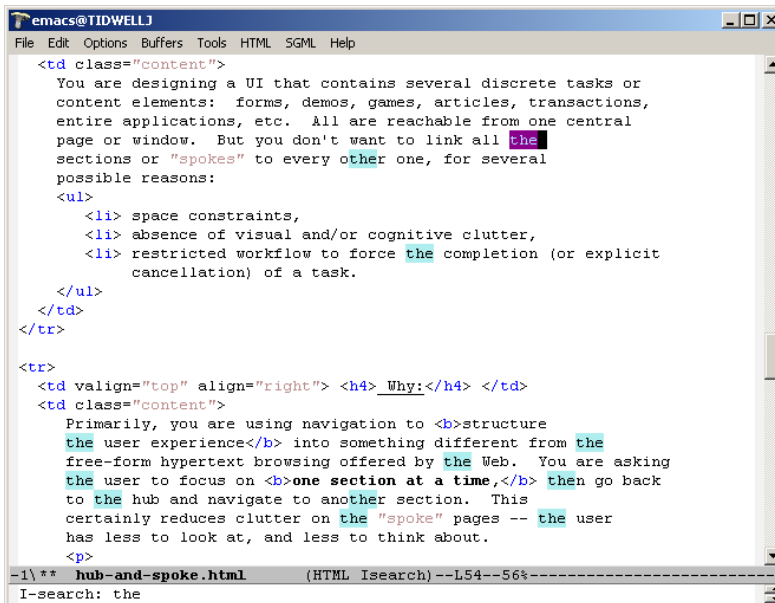 emacs@TIDWELLJ
File Edit Options Buffers Tools HTML SGML Help
<td class="content">
You are designing a UI that contains several discrete tasks or
content elements:  forms, demos, games, articles, transactions,
entire applications, etc.  All are reachable from one central
page or window.  But you don't want to link all the
sections or "spokes" to every other one, for several
possible reasons:
<ul>
<li> space constraints,
<li> absence of visual and/or cognitive clutter,
<li> restricted workflow to force the completion (or explicit
cancellation) of a task.
</ul>
</td>
</tr>
<tr>
<td valign="top" align="right"> <h4> Why:</h4> </td>
<td class="content">
Primarily, you are using navigation to <b>structure
the user experience</b> into something different from the
free-form hypertext browsing offered by the Web.  You are asking
the user to focus on <b>one section at a time,</b> then go back
to the hub and navigate to another section.  This
certainly reduces clutter on the "spoke" pages -- the user
has less to look at, and less to think about.
<p>
-1\**  hub-and-spoke.html      (HTML Isearch)--L54--56%-------------------------
I-search: the